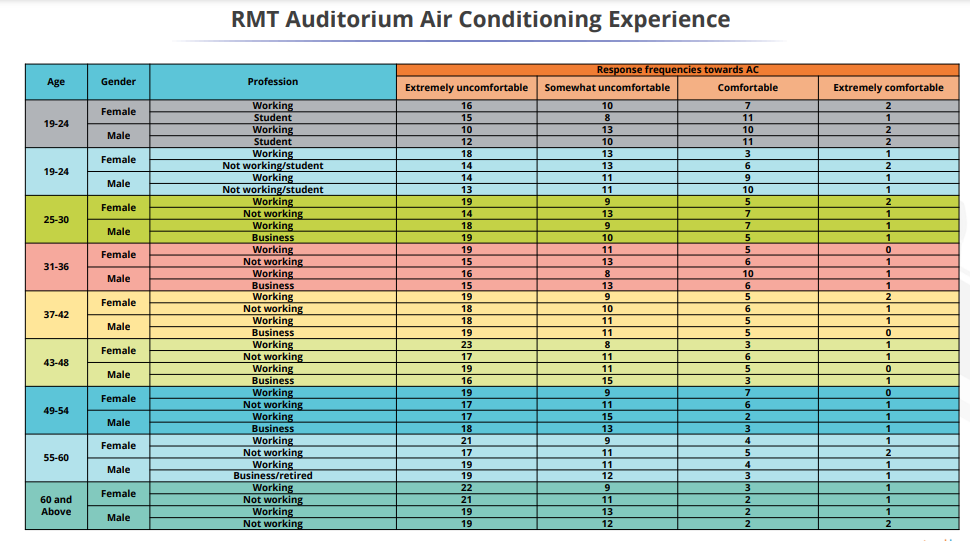 RMT Auditorium Air Conditioning Experience
Age Gender Profession Response frequencies towards AC
Extremely uncomfortable Somewhat uncomfortable Comfortable Extremely comfortable
19-24 Female Working 16 10 7 2
Student 15 8 11 1
Male Working 10 13 10 2
Student 12 10 11 2
19-24 Female Working 18 13 3 1
Not working/student 14 13 6 2
Male Working 14 11 9 1
Not working/student 13 11 10 1
25-30 Female Working 19 9 5 2
Not working 14 13 7 1
Male Working 18 9 7 1
Business 19 10 5 1
31-36 Female Working 19 11 5 0
Not working 15 13 6 1
Male Working 16 8 10 1
Business 15 13 6 1
37-42 Female Working 19 9 5 2
Not working 18 10 6 1
Male Working 18 11 5 1
Business 19 11 5 0
43-48 Female Working 23 8 3 1
Not working 17 11 6 1
Male Working 19 11 5 0
Business 16 15 3 1
49-54 Female Working 19 9 7 0
Not working 17 11 6 1
Male Working 17 15 2 1
Business 18 13 3 1
55-60 Female Working 21 9 4 1
Not working 17 11 5 2
Male Working 19 11 4 1
Business/retired 19 12 3 1
60 and Above Female Working 22 9 3 1
Not working 21 11 2 1
Male Working 19 13 2 1
Not working 19 12 2 2